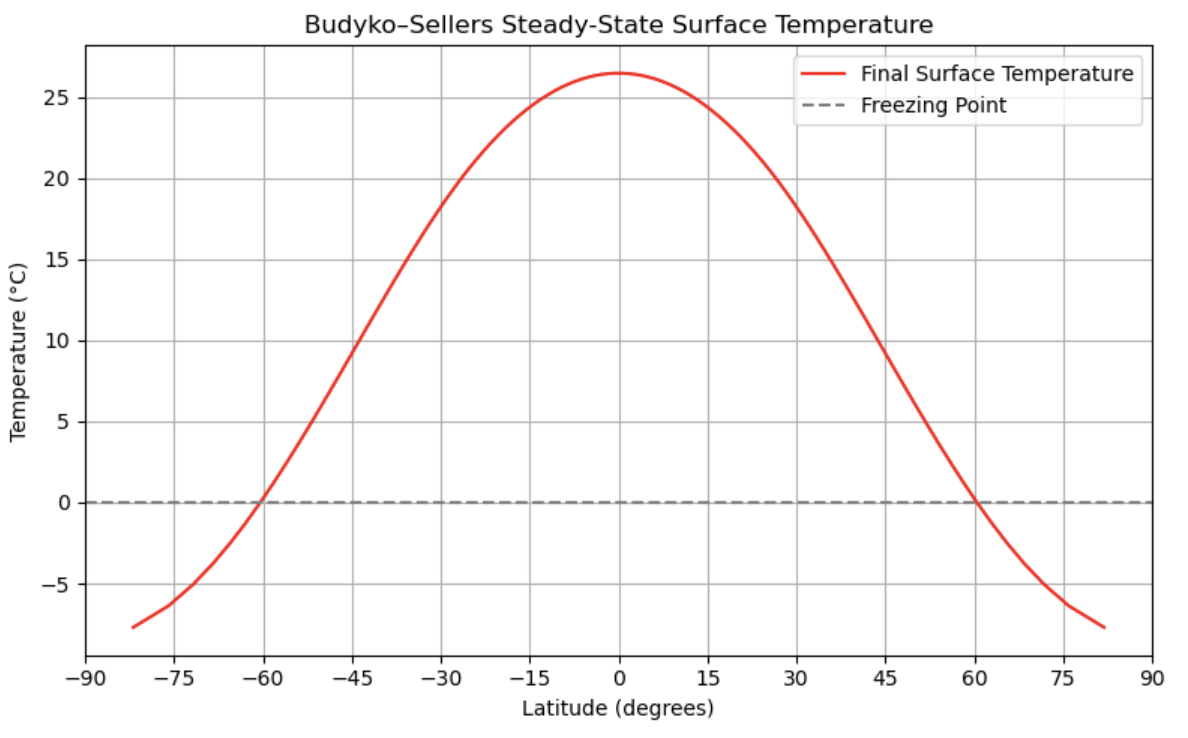 Budyko–Sellers Steady-State Surface Temperature
Final Surface Temperature
Freezing Point
Temperature (°C)
25
20
15
10
5
0
−5
−90 −75 −60 −45 −30 −15 0 15 30 45 60 75 90
Latitude (degrees)